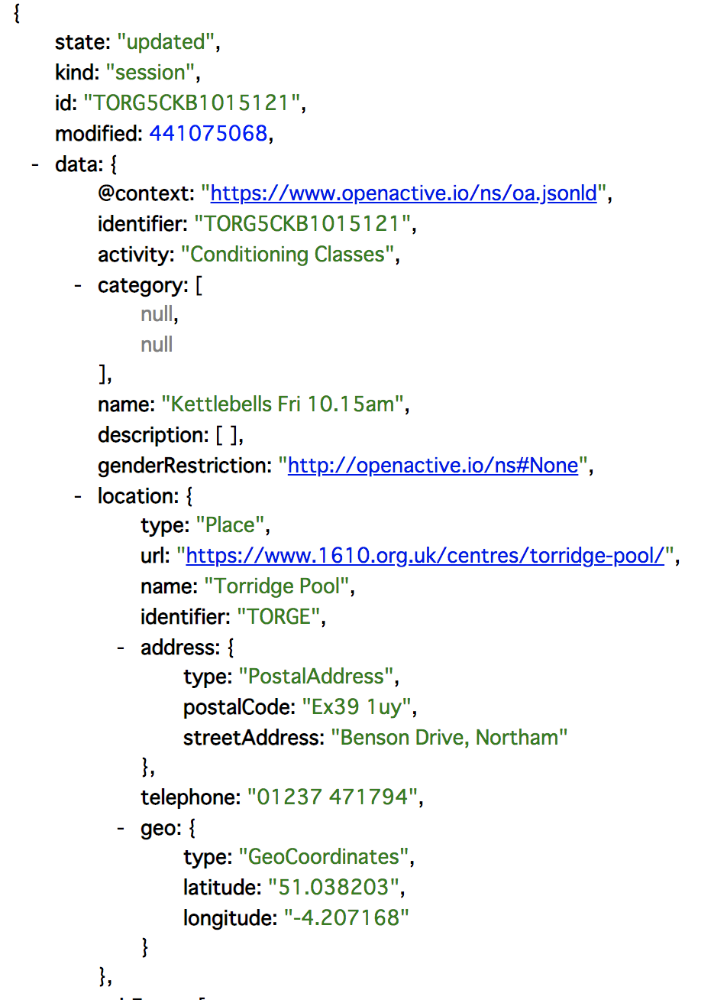 {
state: "updated",
kind: "session",
id: "TORG5CKB1015121",
modified: 441075068,
- data: {
@context: "https://www.openactive.io/ns/oa.jsonld",
identifier: "TORG5CKB1015121",
activity: "Conditioning Classes",
- category: [
null,
null
],
name: "Kettlebells Fri 10.15am",
description: [ ],
genderRestriction: "http://openactive.io/ns#None",
- location: {
type: "Place",
url: "https://www.1610.org.uk/centres/torridge-pool/",
name: "Torridge Pool",
identifier: "TORGE",
- address: {
type: "PostalAddress",
postalCode: "Ex39 1uy",
streetAddress: "Benson Drive, Northam"
},
telephone: "01237 471794",
- geo: {
type: "GeoCoordinates",
latitude: "51.038203",
longitude: "-4.207168"
}
},